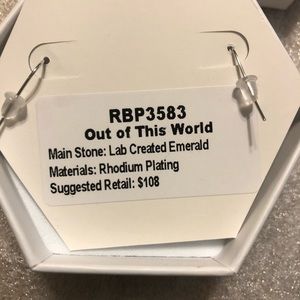 RBP3583
Out of This World
Main Stone: Lab Created Emerald
Materials: Rhodium Plating
Suggested Retail: $108